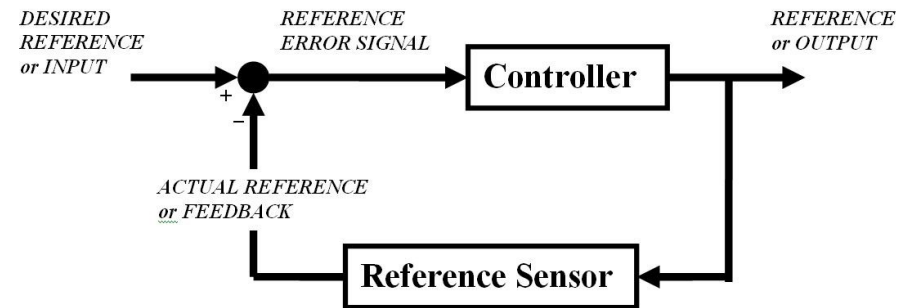 DESIRED
REFERENCE
or INPUT
REFERENCE
ERROR SIGNAL
REFERENCE
or OUTPUT
Controller
+
−
ACTUAL REFERENCE
or FEEDBACK
Reference Sensor